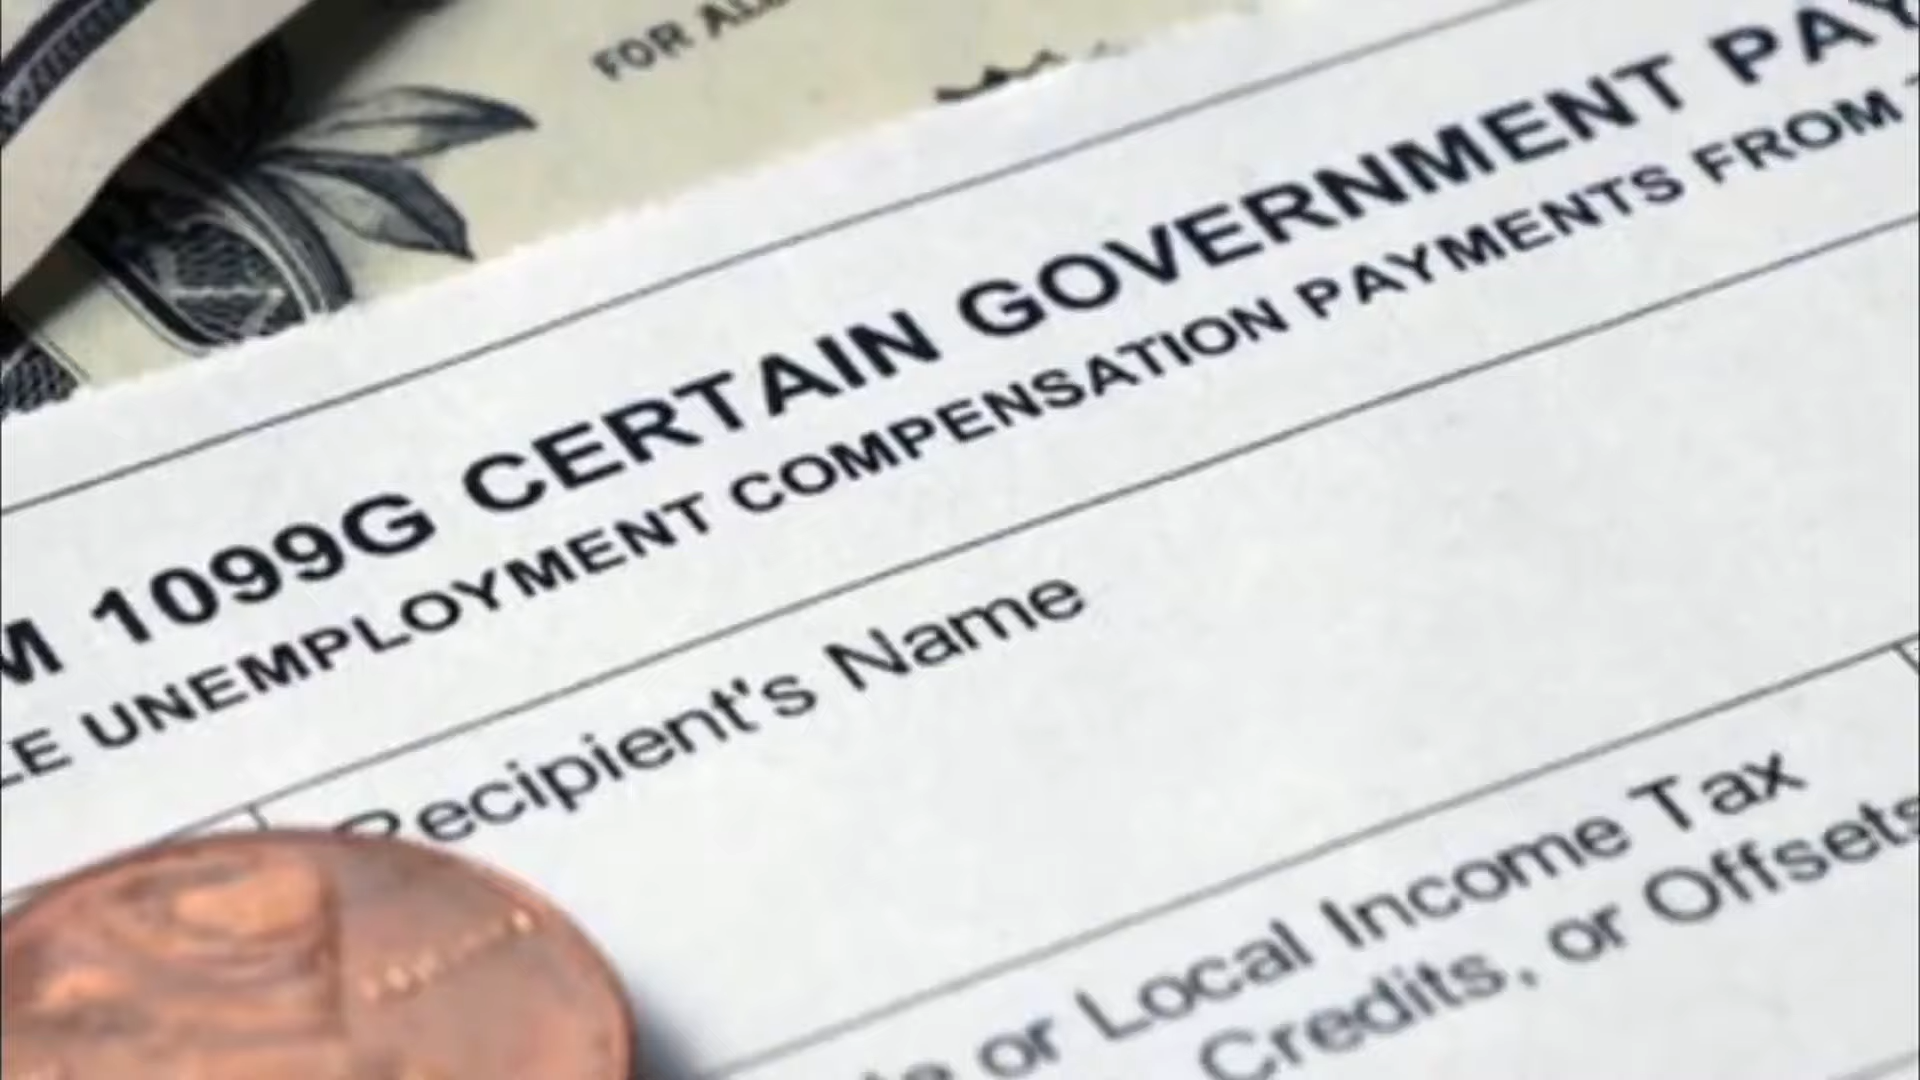 FOR AL
M 1099G CERTAIN GOVERNMENT PAY
LE UNEMPLOYMENT COMPENSATION PAYMENTS FROM
Recipient's Name
or Local Income Tax
Credits, or Offsets